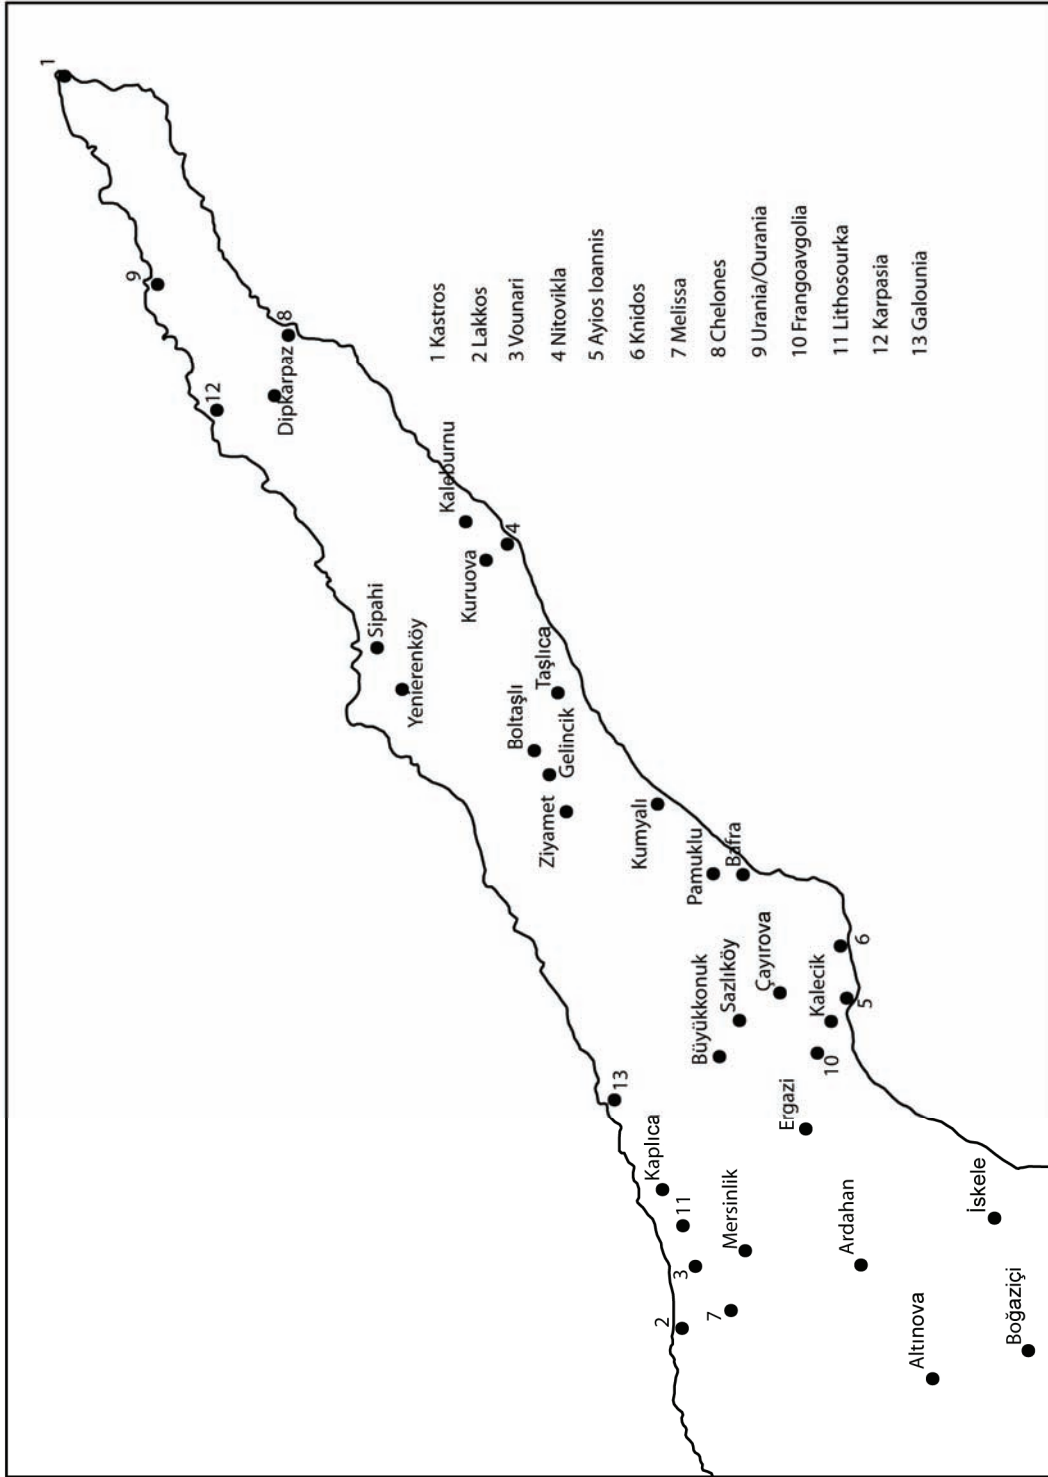 1
9
12
8
Dipkarpaz
Kaleburnu
Kuruova
4
Sipahi
Yenierenköy
Boltaşlı
Taşlıca
Gelincik
Ziyamet
Kumyalı
Pamuklu
Bafra
Büyükkonuk
Sazlıköy
Çayırova
Kalecik
6
5
10
Ergazi
13
Kaplıca
11
3
Mersinlik
2
7
Ardahan
İskele
Altınova
Boğaziçi
1 Kastros
2 Lakkos
3 Vounari
4 Nitovikla
5 Ayios Ioannis
6 Knidos
7 Melissa
8 Chelones
9 Urania/Ourania
10 Frangoavgolia
11 Lithosourka
12 Karpasia
13 Galounia